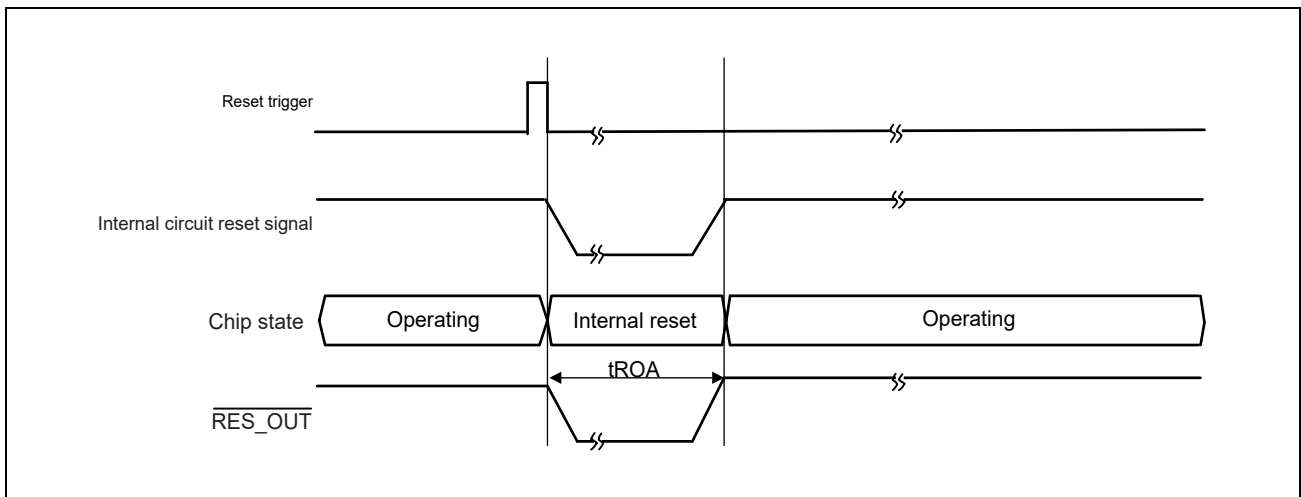 Reset trigger
Internal circuit reset signal
Chip state
Operating
Internal reset
Operating
tROA
RES_OUT